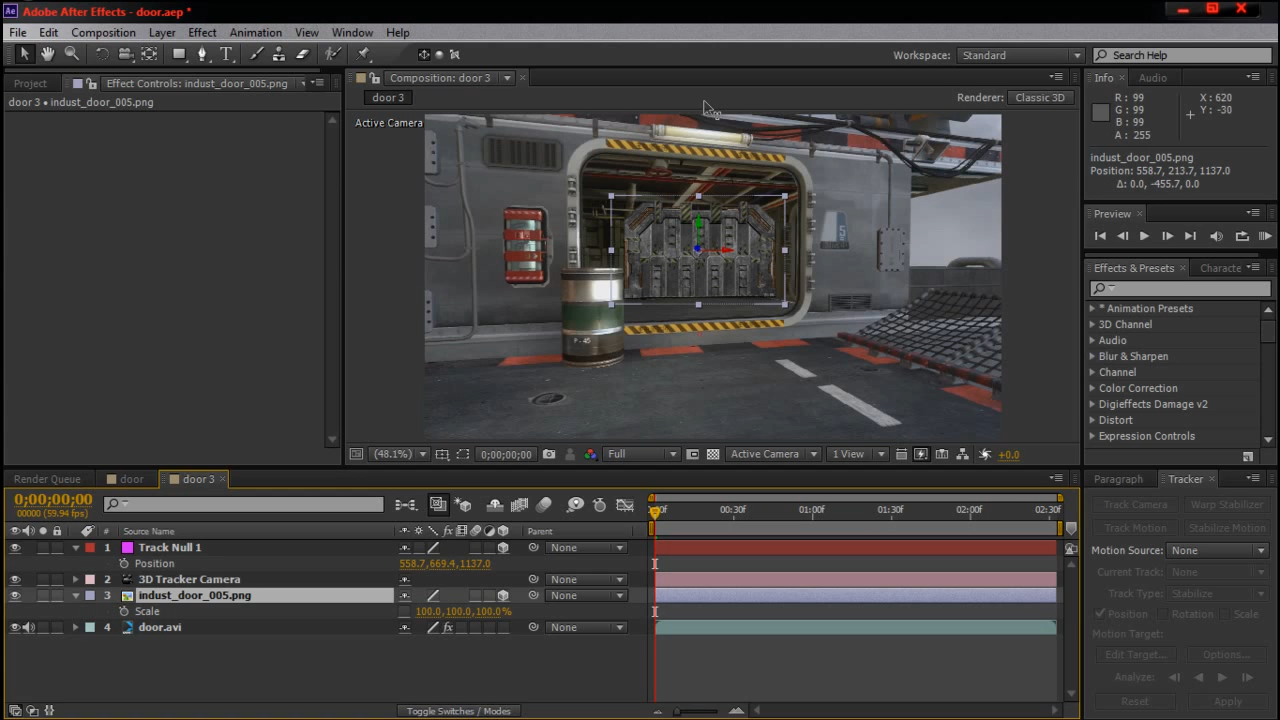 Ae Adobe After Effects - door.aep *
File Edit Composition Layer Effect Animation View Window Help
Workspace: Standard Search Help
Project Effect Controls: indust_door_005.png
door 3 • indust_door_005.png
Composition: door 3
door 3 Renderer: Classic 3D
Active Camera
Info Audio
R : 99 X : 620
G : 99 Y : -30
B : 99
A : 255
indust_door_005.png
Position: 558.7, 213.7, 1137.0
Δ: 0.0, -455.7, 0.0
Preview
Effects & Presets Characte
* Animation Presets
3D Channel
Audio
Blur & Sharpen
Channel
Color Correction
Digieffects Damage v2
Distort
Expression Controls
P - 45
(48.1%) 0;00;00;00 Full Active Camera 1 View +0.0
Render Queue door door 3
0;00;00;00
00000 (59.94 fps)
# Source Name fx Parent
:00f 00:30f 01:00f 01:30f 02:00f 02:30f
1 Track Null 1 None
Position 558.7,669.4,1137.0
2 3D Tracker Camera None
3 indust_door_005.png None
Scale 100.0,100.0,100.0%
4 door.avi fx None
Toggle Switches / Modes
Paragraph Tracker
Track Camera Warp Stabilizer
Track Motion Stabilize Motion
Motion Source: None
Current Track: None
Track Type: Stabilize
Position Rotation Scale
Motion Target:
Edit Target... Options...
Analyze:
Reset Apply